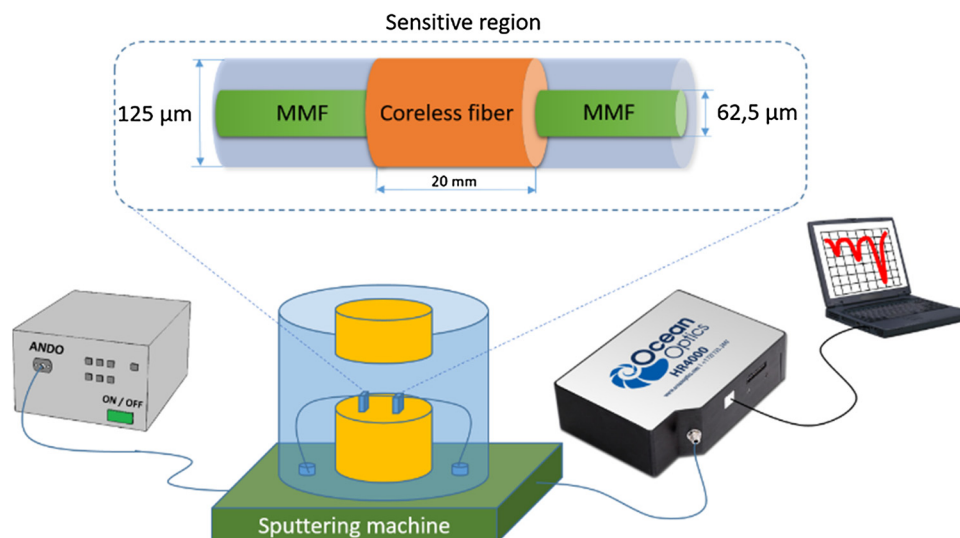 Sensitive region
125 µm
MMF
Coreless fiber
MMF
62,5 µm
20 mm
ANDO
ON / OFF
Ocean
Optics
HR4000
Sputtering machine